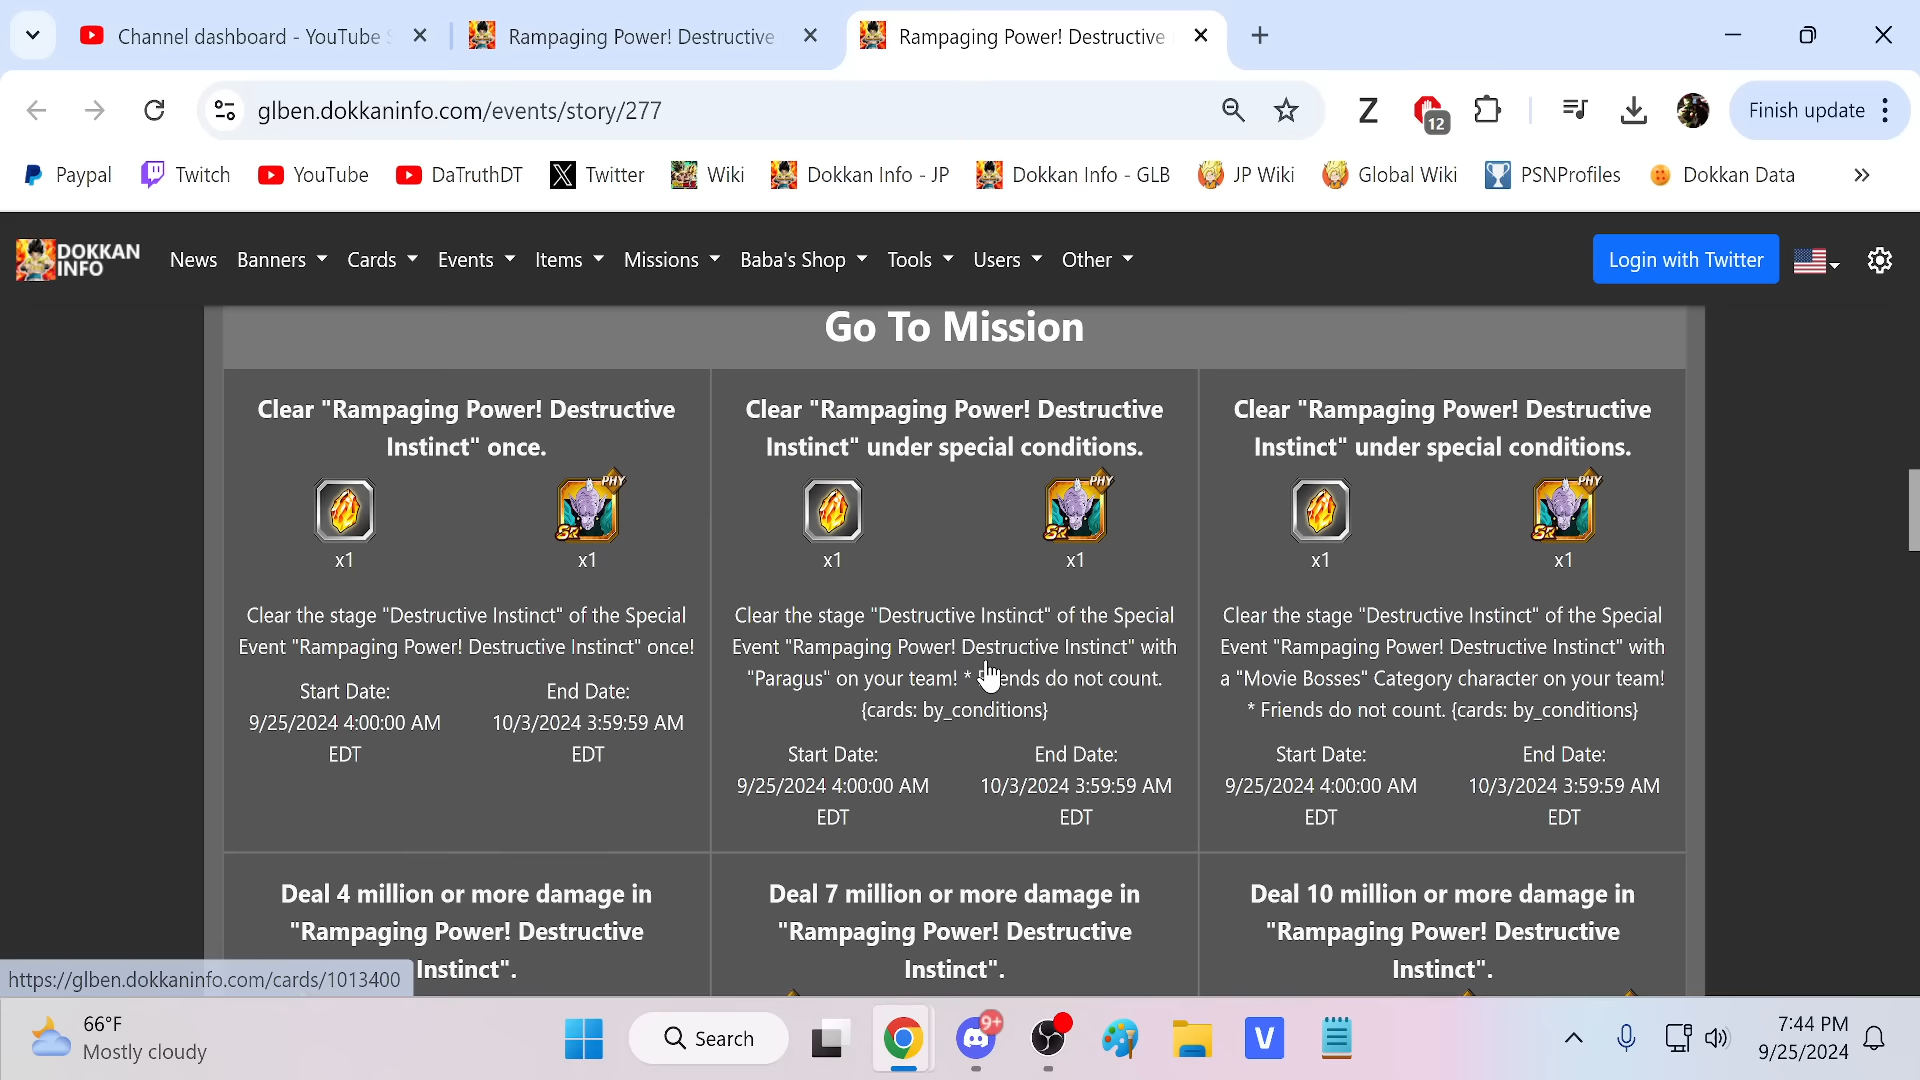 Channel dashboard - YouTube S
Rampaging Power! Destructive
Rampaging Power! Destructive
glben.dokkaninfo.com/events/story/277
Z
12
Finish update
Paypal
Twitch
YouTube
DaTruthDT
Twitter
Wiki
Dokkan Info - JP
Dokkan Info - GLB
JP Wiki
Global Wiki
PSNProfiles
Dokkan Data
DOKKAN
INFO
News
Banners
Cards
Events
Items
Missions
Baba's Shop
Tools
Users
Other
Login with Twitter
Go To Mission
Clear "Rampaging Power! Destructive
Instinct" once.
PHY
SR
x1
x1
Clear the stage "Destructive Instinct" of the Special
Event "Rampaging Power! Destructive Instinct" once!
Start Date:
9/25/2024 4:00:00 AM
EDT
End Date:
10/3/2024 3:59:59 AM
EDT
Clear "Rampaging Power! Destructive
Instinct" under special conditions.
PHY
SR
x1
x1
Clear the stage "Destructive Instinct" of the Special
Event "Rampaging Power! Destructive Instinct" with
"Paragus" on your team! * Friends do not count.
{cards: by_conditions}
Start Date:
9/25/2024 4:00:00 AM
EDT
End Date:
10/3/2024 3:59:59 AM
EDT
Clear "Rampaging Power! Destructive
Instinct" under special conditions.
PHY
SR
x1
x1
Clear the stage "Destructive Instinct" of the Special
Event "Rampaging Power! Destructive Instinct" with
a "Movie Bosses" Category character on your team!
* Friends do not count. {cards: by_conditions}
Start Date:
9/25/2024 4:00:00 AM
EDT
End Date:
10/3/2024 3:59:59 AM
EDT
Deal 4 million or more damage in
"Rampaging Power! Destructive
Instinct".
Deal 7 million or more damage in
"Rampaging Power! Destructive
Instinct".
Deal 10 million or more damage in
"Rampaging Power! Destructive
Instinct".
https://glben.dokkaninfo.com/cards/1013400
66°F
Mostly cloudy
Search
9+
V
7:44 PM
9/25/2024